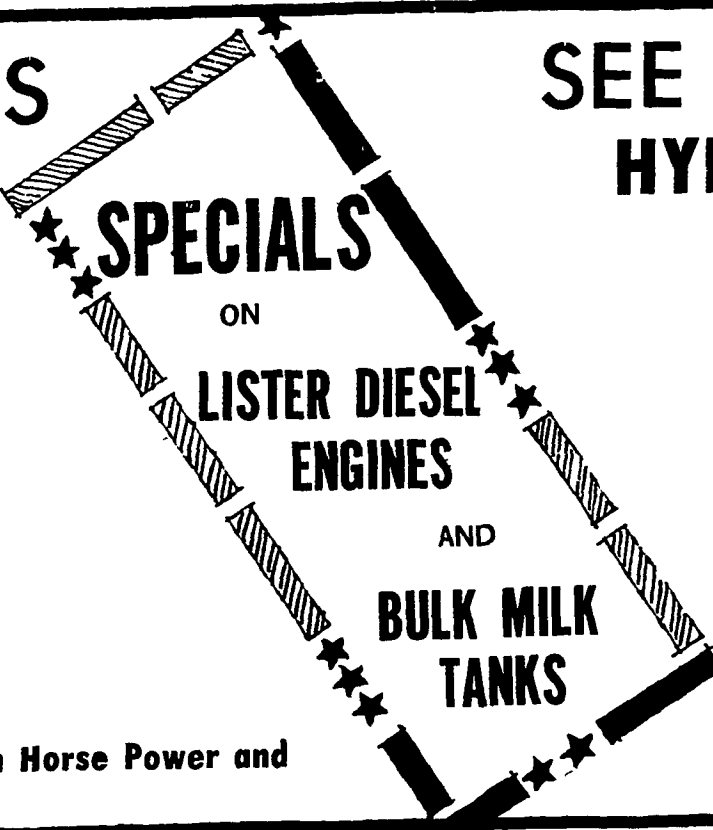 S
SEE
SPECIALS
ON
LISTER DIESEL
ENGINES
AND
BULK MILK
TANKS
Horse Power and